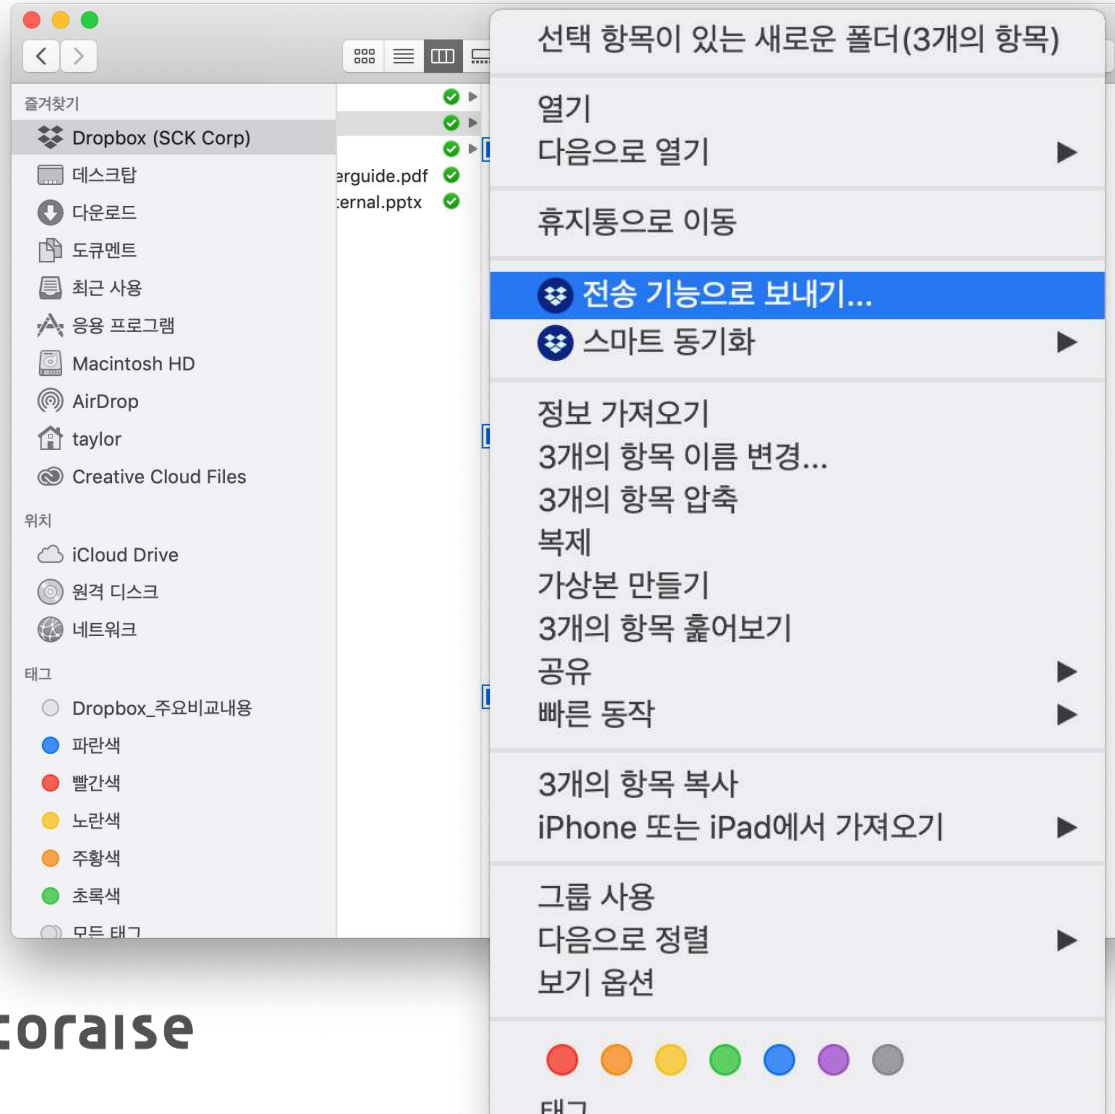 즐겨찾기
Dropbox (SCK Corp)
데스크탑
다운로드
도큐멘트
최근 사용
응용 프로그램
Macintosh HD
AirDrop
taylor
Creative Cloud Files
위치
iCloud Drive
원격 디스크
네트워크
태그
Dropbox_주요비교내용
파란색
빨간색
노란색
주황색
초록색
모든 태그
erguide.pdf
ternal.pptx
선택 항목이 있는 새로운 폴더(3개의 항목)
열기
다음으로 열기
휴지통으로 이동
전송 기능으로 보내기...
스마트 동기화
정보 가져오기
3개의 항목 이름 변경...
3개의 항목 압축
복제
가상본 만들기
3개의 항목 훑어보기
공유
빠른 동작
3개의 항목 복사
iPhone 또는 iPad에서 가져오기
그룹 사용
다음으로 정렬
보기 옵션
태그
coraise